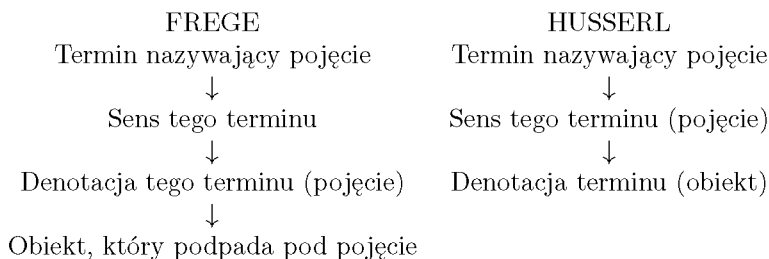 FREGE
Termin nazywający pojęcie
↓
Sens tego terminu
↓
Denotacja tego terminu (pojęcie)
↓
Obiekt, który podpada pod pojęcie
HUSSERL
Termin nazywający pojęcie
↓
Sens tego terminu (pojęcie)
↓
Denotacja terminu (obiekt)